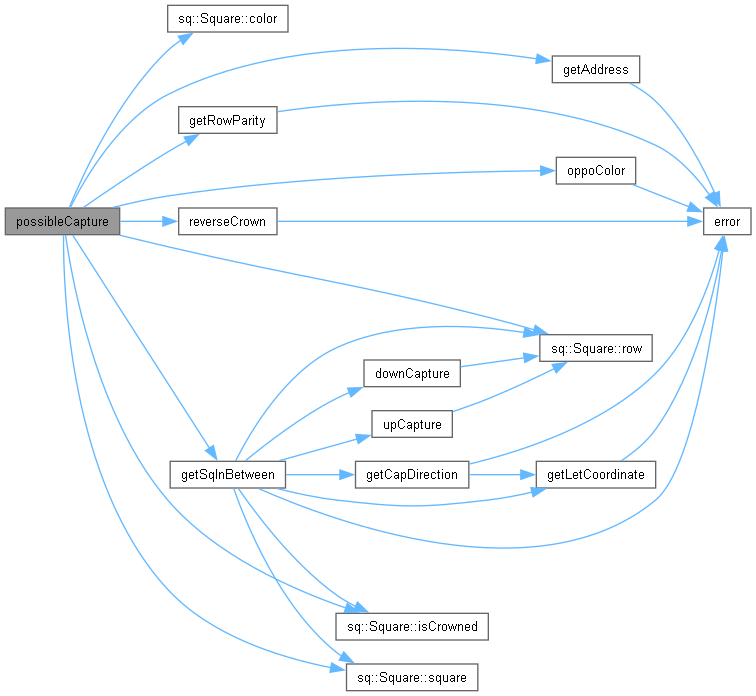 sq::Square::color
getAddress
getRowParity
oppoColor
possibleCapture
reverseCrown
error
sq::Square::row
downCapture
upCapture
getSqInBetween
getCapDirection
getLetCoordinate
sq::Square::isCrowned
sq::Square::square